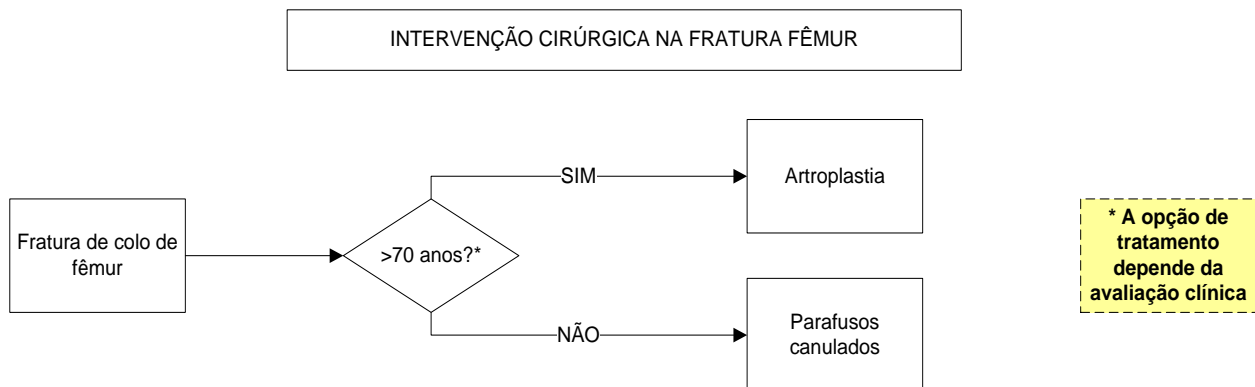 INTERVENÇÃO CIRÚRGICA NA FRATURA FÊMUR
SIM
Artroplastia
Fratura de colo de
fêmur
>70 anos?*
* A opção de
tratamento
depende da
avaliação clínica
NÃO
Parafusos
canulados